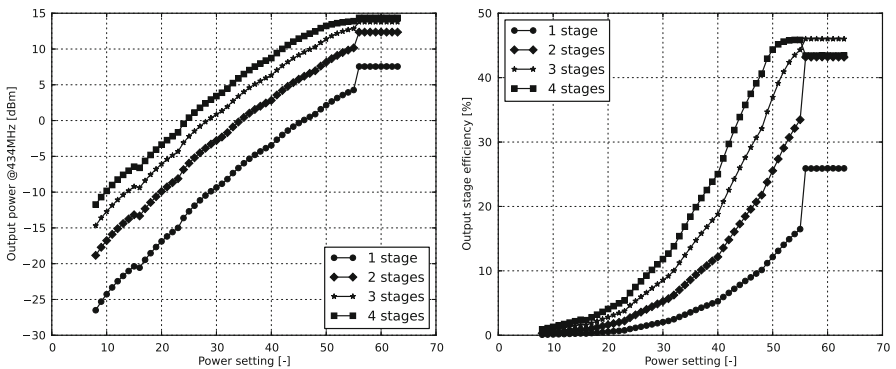 15
10
5
0
−5
−10
−15
−20
−25
−30
0 10 20 30 40 50 60 70
Output power @434MHz [dBm]
Power setting [-]
1 stage
2 stages
3 stages
4 stages
50
40
30
20
10
0
0 10 20 30 40 50 60 70
Output stage efficiency [%]
Power setting [-]
1 stage
2 stages
3 stages
4 stages